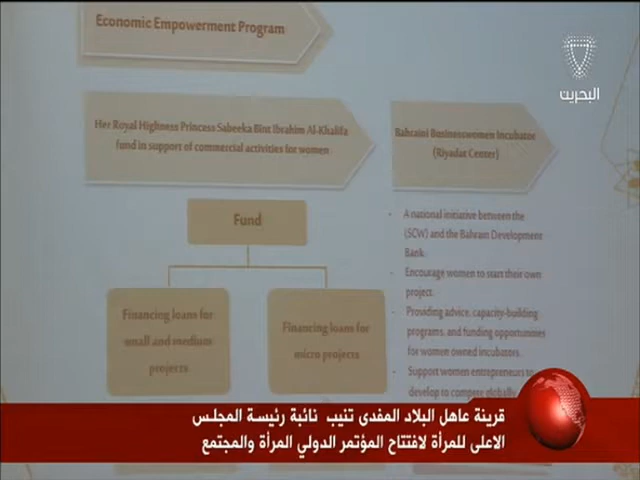 Economic Empowerment Program
البحرين
Her Royal Highness Princess Sabeeka Bint Ibrahim Al-Khalifa
fund in support of commercial activities for women
Bahraini Businesswomen Incubator
(Riyadat Center)
Fund
Financing loans for
small and medium
projects
Financing loans for
micro projects
- A national initiative between the
(SCW) and the Bahrain Development
Bank.
- Encourage women to start their own
project.
- Providing advice, capacity-building
programs, and funding opportunities
for women owned incubators.
- Support women entrepreneurs to
develop to compete globally
قرينة عاهل البلاد المفدى تنيب نائبة رئيسة المجلس
الاعلى للمرأة لافتتاح المؤتمر الدولي المرأة والمجتمع